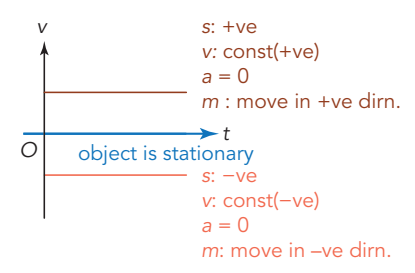 v
s: +ve
v: const(+ve)
a = 0
m : move in +ve dirn.
t
O
object is stationary
s: −ve
v: const(−ve)
a = 0
m: move in –ve dirn.